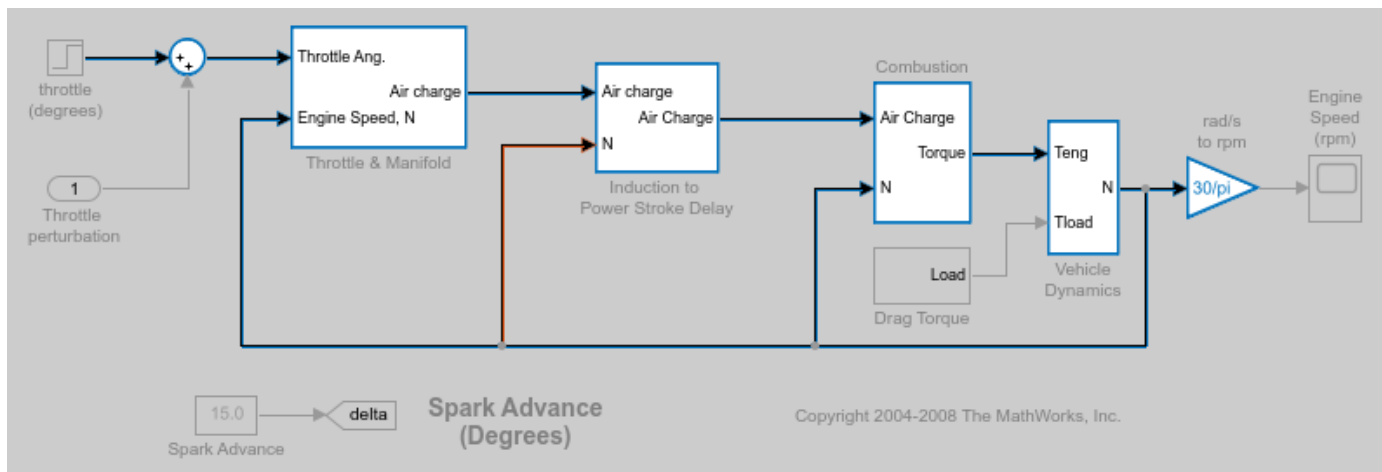 throttle
(degrees)
1
Throttle
perturbation
+
+
Throttle Ang.
Air charge
Engine Speed, N
Throttle & Manifold
Air charge
Air Charge
N
Induction to
Power Stroke Delay
Combustion
Air Charge
Torque
N
Load
Drag Torque
Teng
N
Tload
Vehicle
Dynamics
rad/s
to rpm
30/pi
Engine
Speed
(rpm)
15.0
Spark Advance
delta
Spark Advance
(Degrees)
Copyright 2004-2008 The MathWorks, Inc.